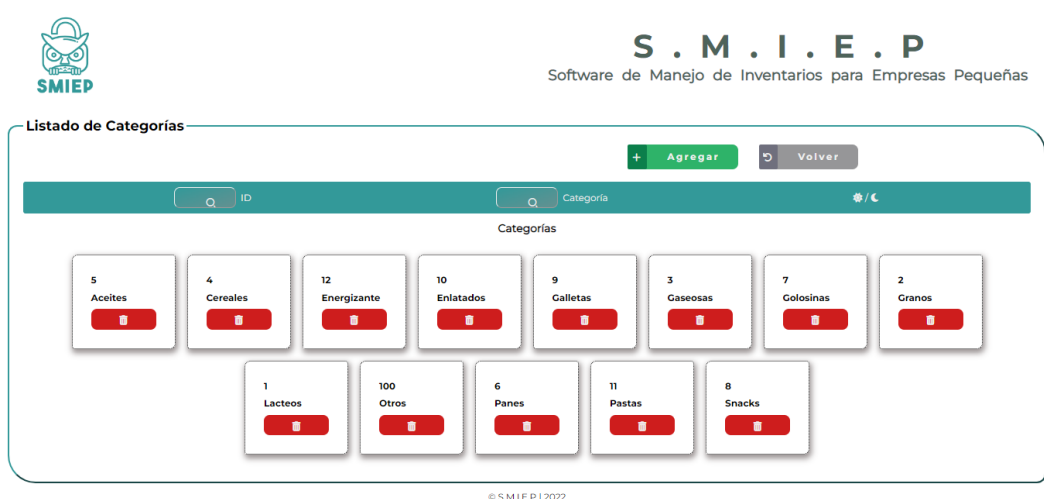 SMIEP
S . M . I . E . P
Software de Manejo de Inventarios para Empresas Pequeñas
Listado de Categorías
+ Agregar
Volver
ID
Categoría
/
Categorías
5
Aceites
4
Cereales
12
Energizante
10
Enlatados
9
Galletas
3
Gaseosas
7
Golosinas
2
Granos
1
Lacteos
100
Otros
6
Panes
11
Pastas
8
Snacks
© S.M.I.E.P | 2022